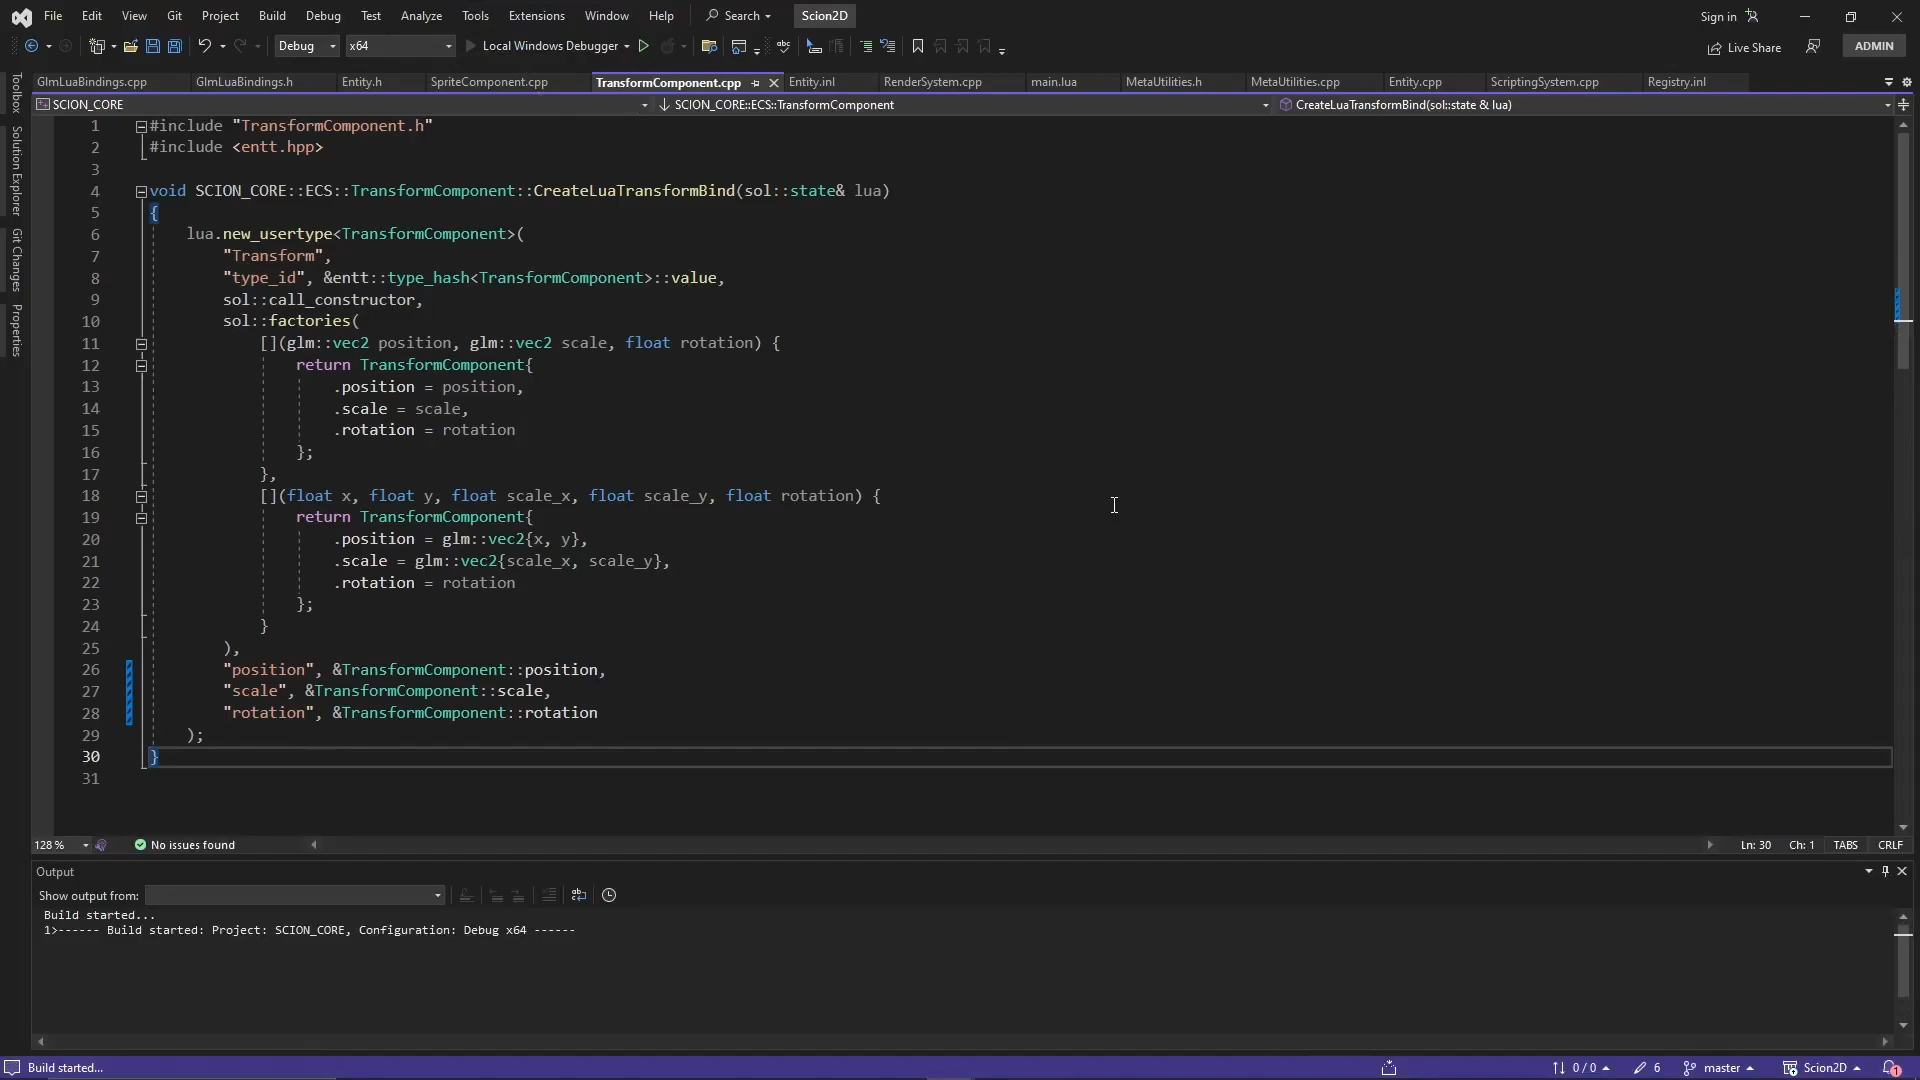 File Edit View Git Project Build Debug Test Analyze Tools Extensions Window Help Search Scion2D Sign in
Debug x64 Local Windows Debugger Live Share ADMIN
GlmLuaBindings.cpp GlmLuaBindings.h Entity.h SpriteComponent.cpp TransformComponent.cpp Entity.inl RenderSystem.cpp main.lua MetaUtilities.h MetaUtilities.cpp Entity.cpp ScriptingSystem.cpp Registry.inl
SCION_CORE SCION_CORE::ECS::TransformComponent CreateLuaTransformBind(sol::state & lua)
Toolbox
Solution Explorer
Git Changes
Properties
1 #include "TransformComponent.h"
2 #include <entt.hpp>
3
4 void SCION_CORE::ECS::TransformComponent::CreateLuaTransformBind(sol::state& lua)
5 {
6 lua.new_usertype<TransformComponent>(
7 "Transform",
8 "type_id", &entt::type_hash<TransformComponent>::value,
9 sol::call_constructor,
10 sol::factories(
11 [](glm::vec2 position, glm::vec2 scale, float rotation) {
12 return TransformComponent{
13 .position = position,
14 .scale = scale,
15 .rotation = rotation
16 };
17 },
18 [](float x, float y, float scale_x, float scale_y, float rotation) {
19 return TransformComponent{
20 .position = glm::vec2{x, y},
21 .scale = glm::vec2{scale_x, scale_y},
22 .rotation = rotation
23 };
24 }
25 ),
26 "position", &TransformComponent::position,
27 "scale", &TransformComponent::scale,
28 "rotation", &TransformComponent::rotation
29 );
30 }
31
128 % No issues found Ln: 30 Ch: 1 TABS CRLF
Output
Show output from:
Build started...
1>------ Build started: Project: SCION_CORE, Configuration: Debug x64 ------
Build started... 0 / 0 6 master Scion2D 1